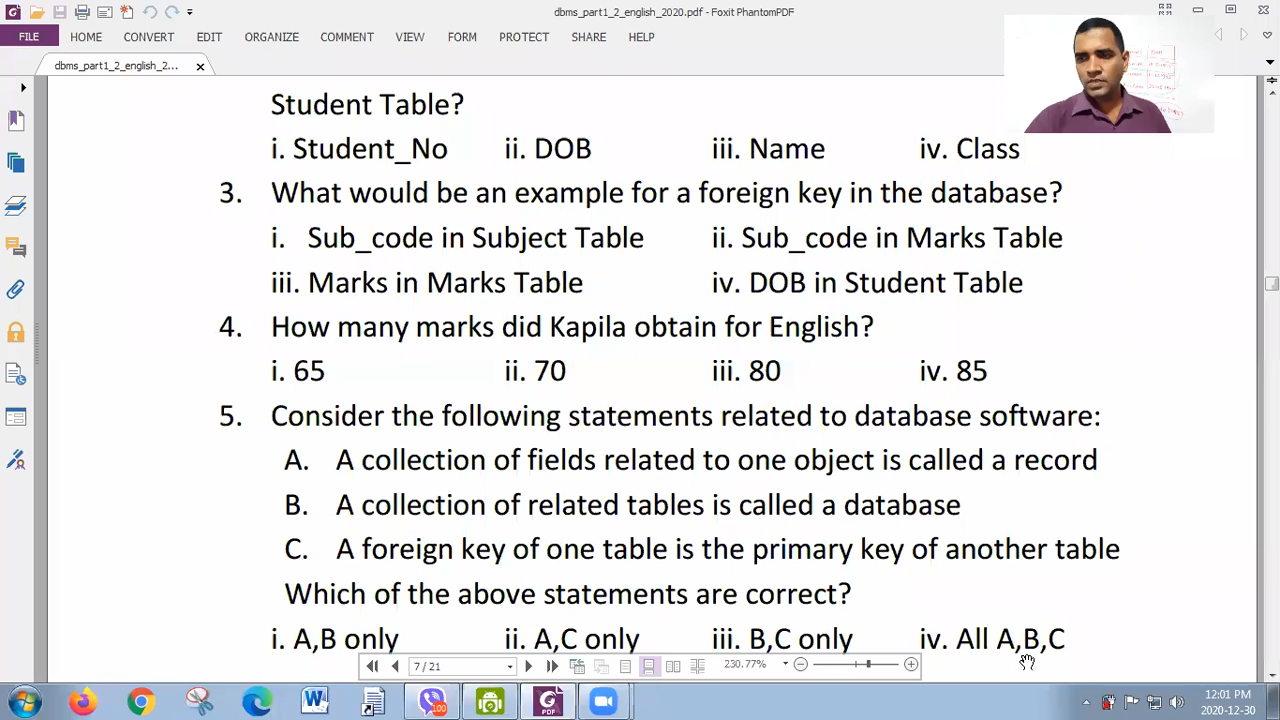 dbms_part1_2_english_2020.pdf - Foxit PhantomPDF
FILE HOME CONVERT EDIT ORGANIZE COMMENT VIEW FORM PROTECT SHARE HELP
dbms_part1_2_english_2...
Student Table?
i. Student_No ii. DOB iii. Name iv. Class
3. What would be an example for a foreign key in the database?
i. Sub_code in Subject Table ii. Sub_code in Marks Table
iii. Marks in Marks Table iv. DOB in Student Table
4. How many marks did Kapila obtain for English?
i. 65 ii. 70 iii. 80 iv. 85
5. Consider the following statements related to database software:
A. A collection of fields related to one object is called a record
B. A collection of related tables is called a database
C. A foreign key of one table is the primary key of another table
Which of the above statements are correct?
i. A,B only ii. A,C only iii. B,C only iv. All A,B,C
7 / 21 230.77%
100
PDF
12:01 PM
2020-12-30